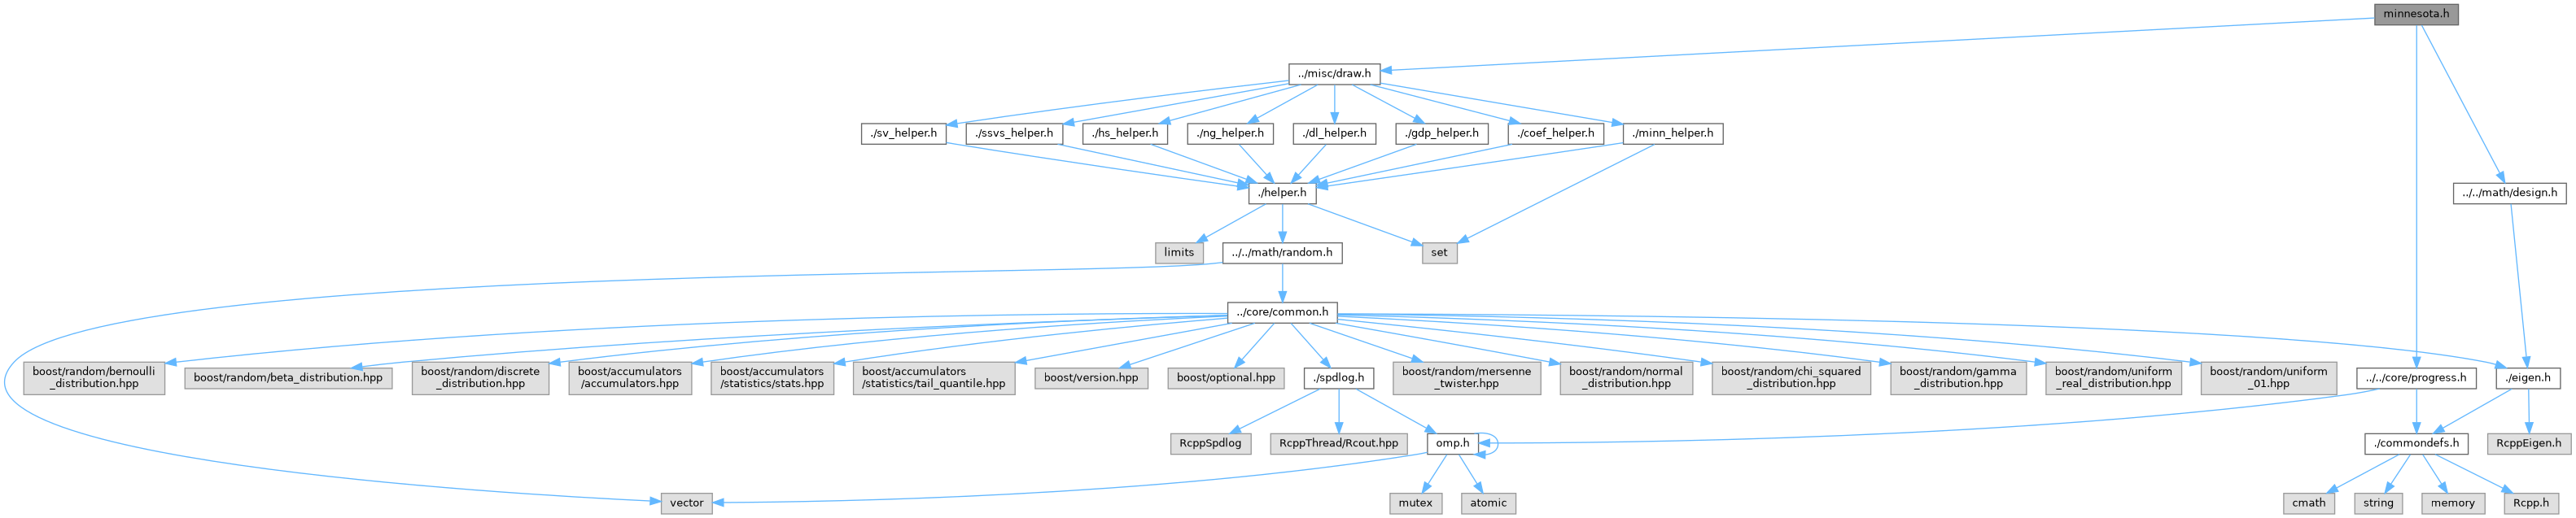 minnesota.h
../misc/draw.h
./sv_helper.h
./ssvs_helper.h
./hs_helper.h
./ng_helper.h
./dl_helper.h
./gdp_helper.h
./coef_helper.h
./minn_helper.h
./helper.h
../../math/design.h
limits
../../math/random.h
set
../core/common.h
boost/random/bernoulli
_distribution.hpp
boost/random/beta_distribution.hpp
boost/random/discrete
_distribution.hpp
boost/accumulators
/accumulators.hpp
boost/accumulators
/statistics/stats.hpp
boost/accumulators
/statistics/tail_quantile.hpp
boost/version.hpp
boost/optional.hpp
./spdlog.h
boost/random/mersenne
_twister.hpp
boost/random/normal
_distribution.hpp
boost/random/chi_squared
_distribution.hpp
boost/random/gamma
_distribution.hpp
boost/random/uniform
_real_distribution.hpp
boost/random/uniform
_01.hpp
../../core/progress.h
./eigen.h
RcppSpdlog
RcppThread/Rcout.hpp
omp.h
./commondefs.h
RcppEigen.h
vector
mutex
atomic
cmath
string
memory
Rcpp.h